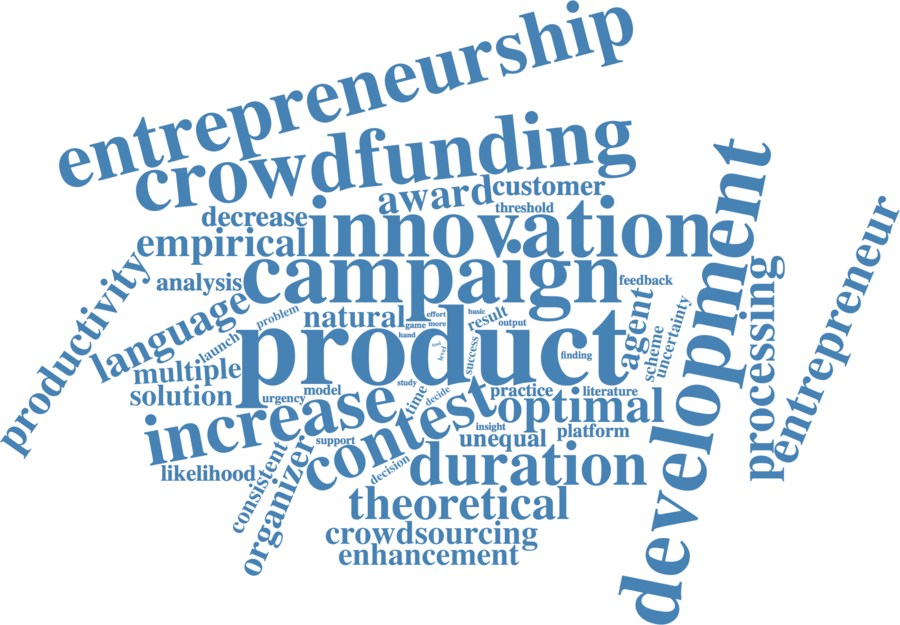 entrepreneurship
crowdfunding
award
customer
decrease
threshold
innovation
empirical
campaign
analysis
feedback
development
entrepreneur
productivity
language
problem
natural
effort
basic
game
more
result
output
hand
product
launch
success
level
finding
agent
scheme
uncertainty
processing
multiple
solution
urgency
model
study
time
decide
practice
literature
increase
contest
optimal
support
insight
unequal
platform
likelihood
consistent
organizer
decision
duration
theoretical
crowdsourcing
enhancement